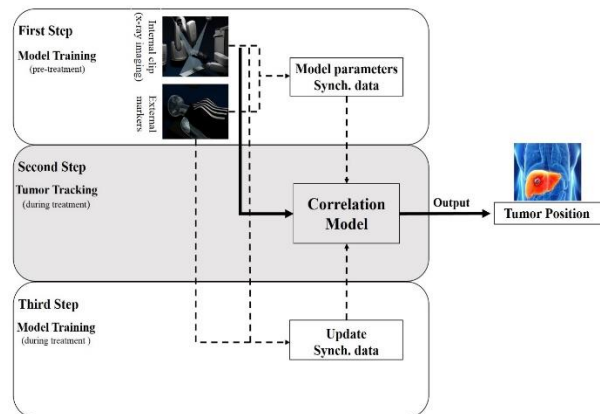 First Step
Model Training
(pre-treatment)
Internal clip
(x-ray imaging)
External
markers
Model parameters
Synch. data
Second Step
Tumor Tracking
(during treatment)
Correlation
Model
Output
Tumor Position
Third Step
Model Training
(during treatment )
Update
Synch. data